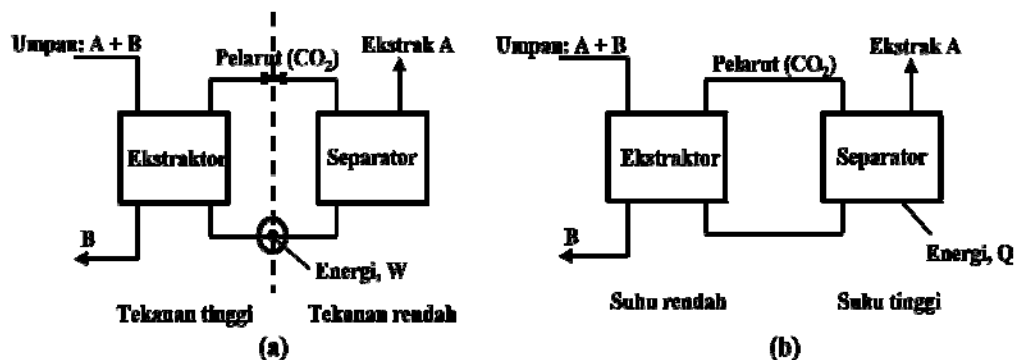 Umpan: A + B
Pelarut (CO₂)
Ekstrak A
Ekstraktor
Separator
B
Energi, W
Tekanan tinggi
Tekanan rendah
(a)
Umpan: A + B
Pelarut (CO₂)
Ekstrak A
Ekstraktor
Separator
B
Energi, Q
Suhu rendah
Suhu tinggi
(b)